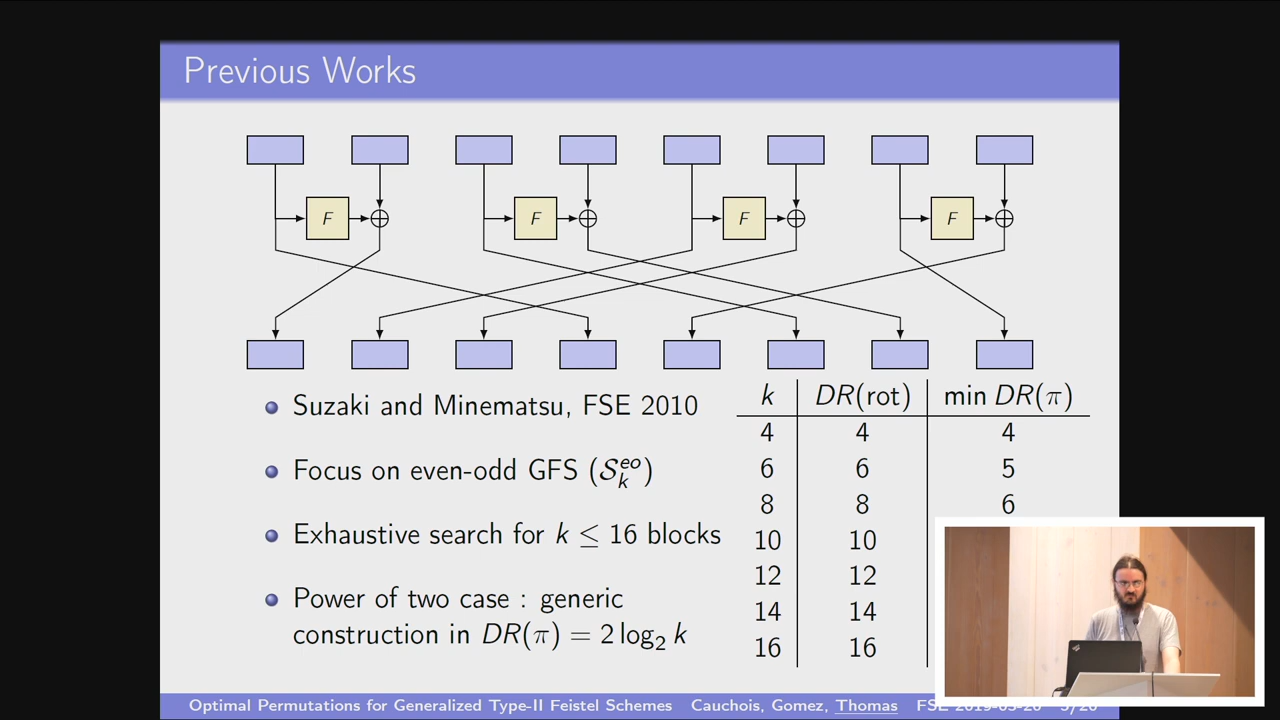 Previous Works
F F F F
Suzaki and Minematsu, FSE 2010
Focus on even-odd GFS (𝒮ₖᵉᵒ)
Exhaustive search for k ≤ 16 blocks
Power of two case : generic
construction in DR(π) = 2 log₂ k
k DR(rot) min DR(π)
4 4 4
6 6 5
8 8 6
10 10
12 12
14 14
16 16
Optimal Permutations for Generalized Type-II Feistel Schemes Cauchois, Gomez, Thomas